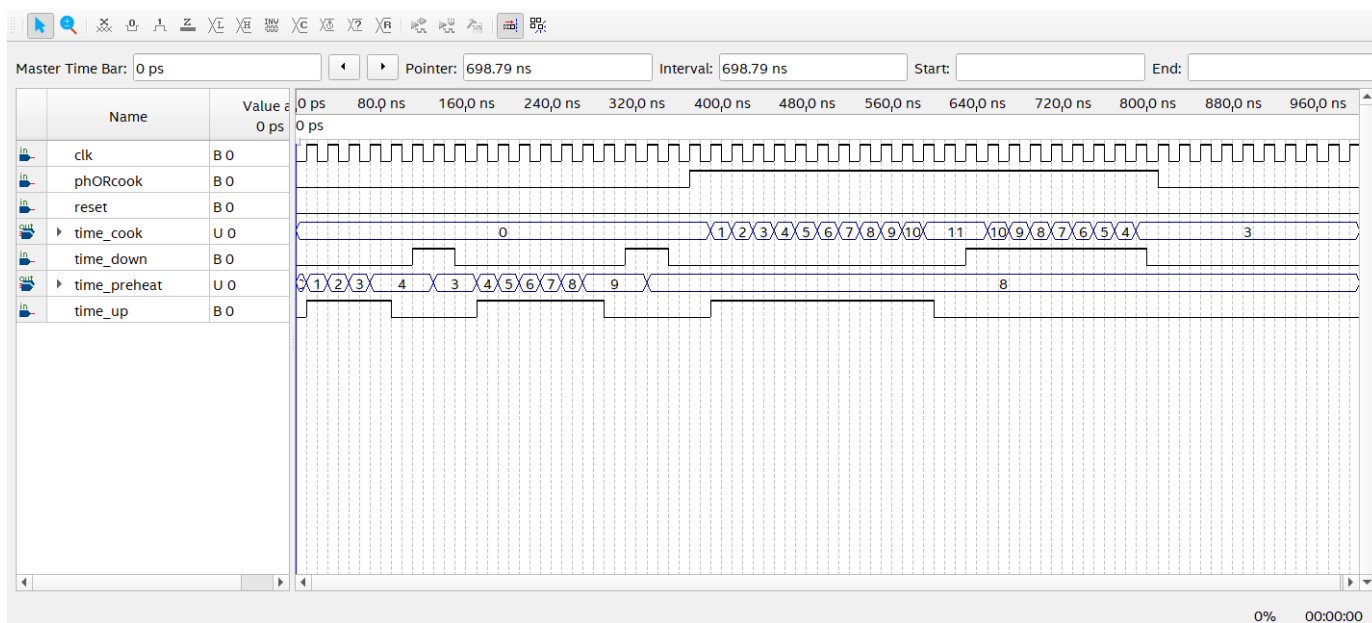 Master Time Bar: 0 ps Pointer: 698.79 ns Interval: 698.79 ns Start: End:
Name Value a 0 ps
0 ps 80.0 ns 160.0 ns 240.0 ns 320.0 ns 400.0 ns 480.0 ns 560.0 ns 640.0 ns 720.0 ns 800.0 ns 880.0 ns 960.0 ns
0 ps
clk B 0
phORcook B 0
reset B 0
time_cook U 0 0 1 2 3 4 5 6 7 8 9 10 11 10 9 8 7 6 5 4 3
time_down B 0
time_preheat U 0 0 1 2 3 4 3 4 5 6 7 8 9 8
time_up B 0
0% 00:00:00